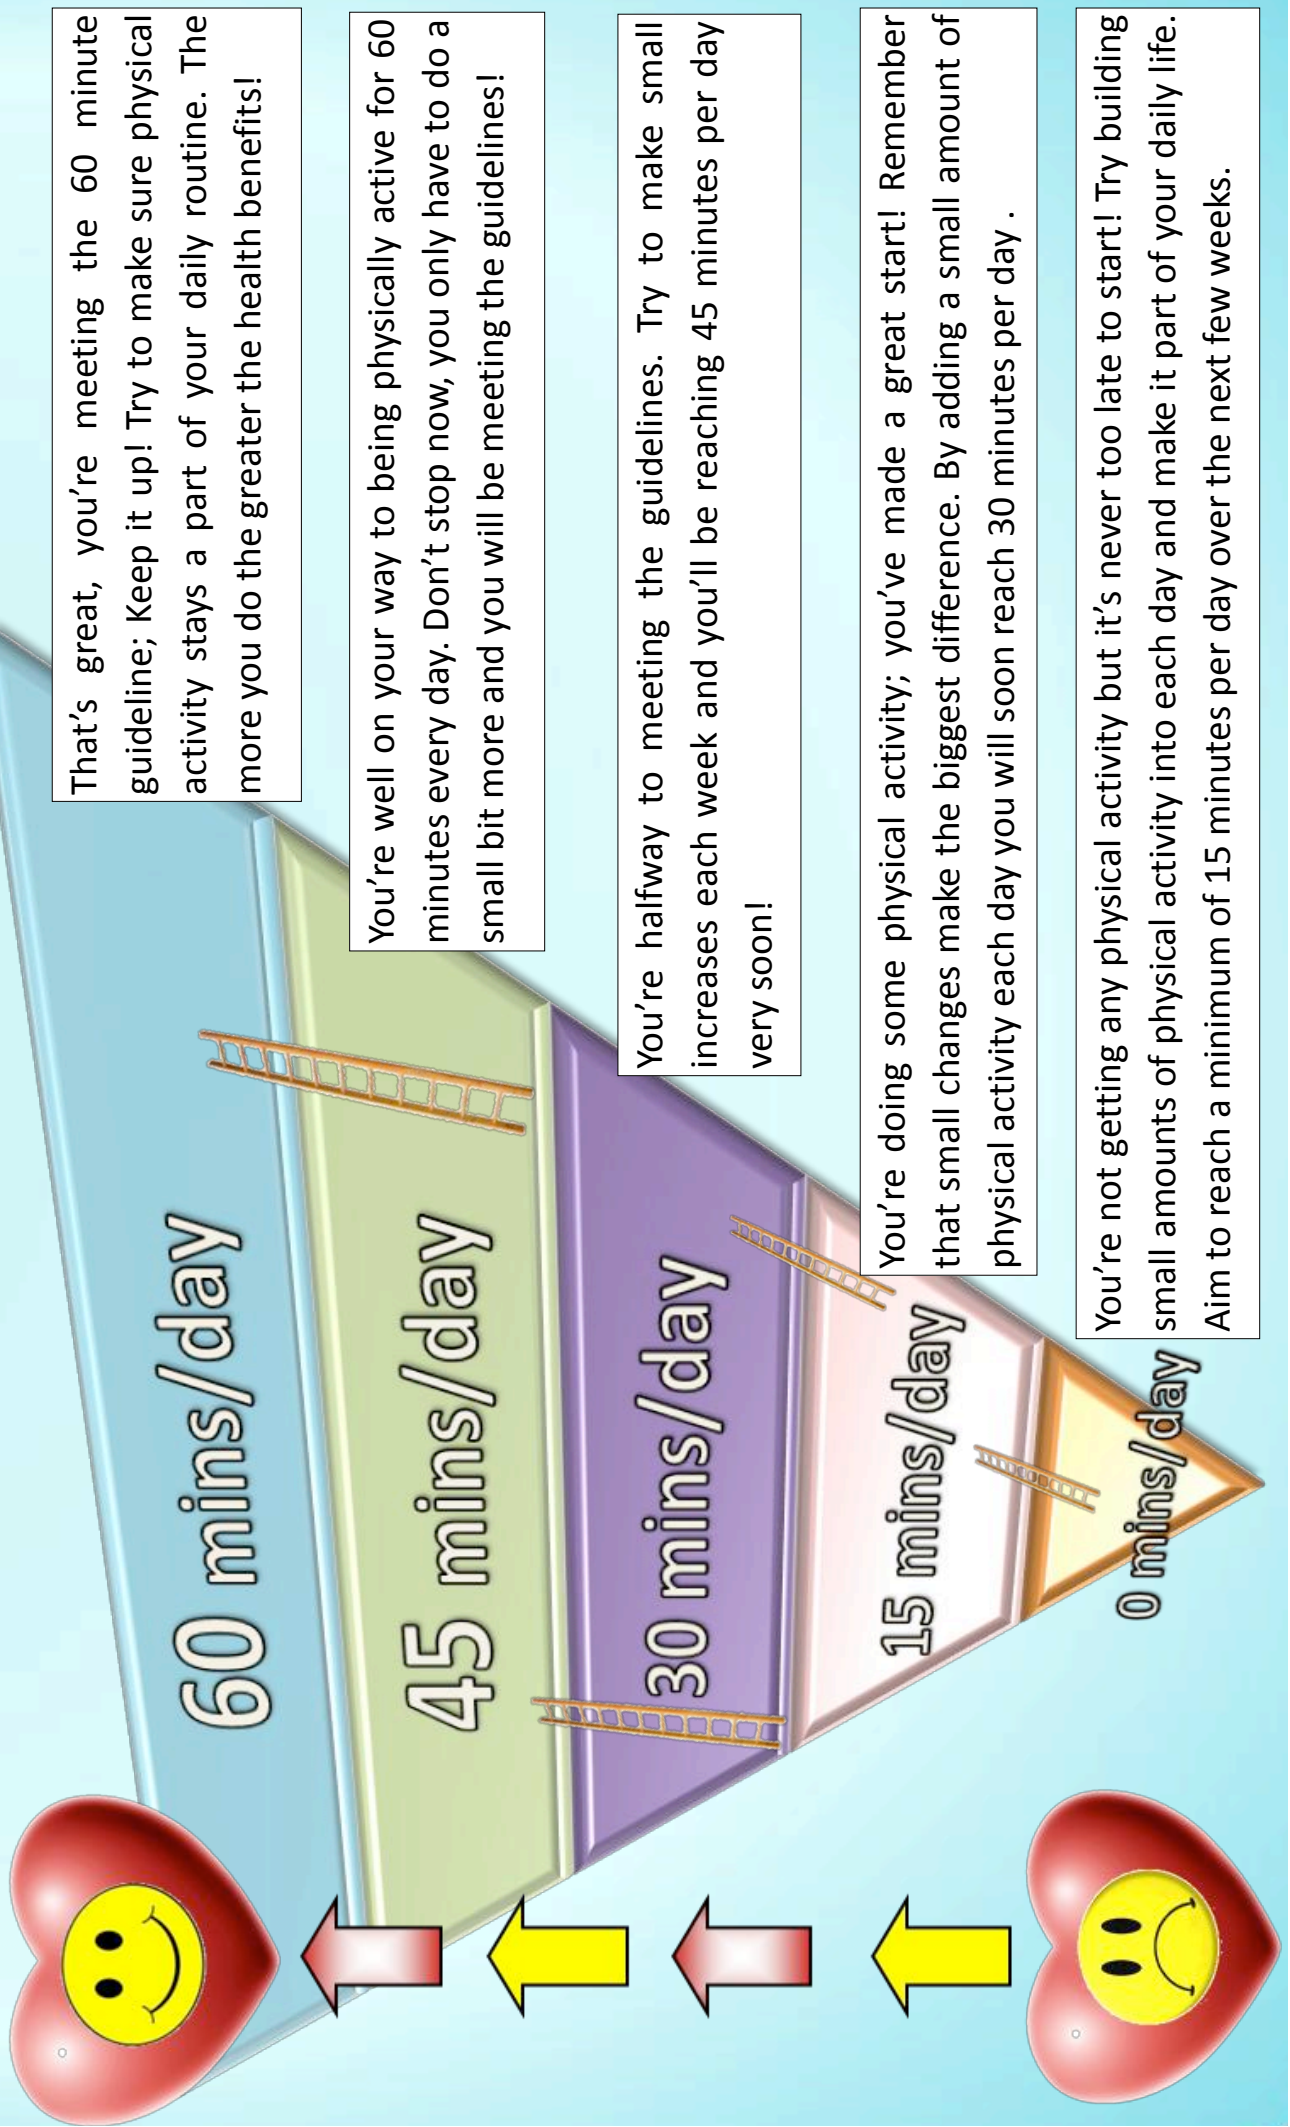 60 mins/day
That's great, you're meeting the 60 minute
guideline; Keep it up! Try to make sure physical
activity stays a part of your daily routine. The
more you do the greater the health benefits!
45 mins/day
You're well on your way to being physically active for 60
minutes every day. Don't stop now, you only have to do a
small bit more and you will be meeting the guidelines!
30 mins/day
You're halfway to meeting the guidelines. Try to make small
increases each week and you'll be reaching 45 minutes per day
very soon!
15 mins/day
You're doing some physical activity; you've made a great start! Remember
that small changes make the biggest difference. By adding a small amount of
physical activity each day you will soon reach 30 minutes per day .
0 mins/day
You're not getting any physical activity but it's never too late to start! Try building
small amounts of physical activity into each day and make it part of your daily life.
Aim to reach a minimum of 15 minutes per day over the next few weeks.